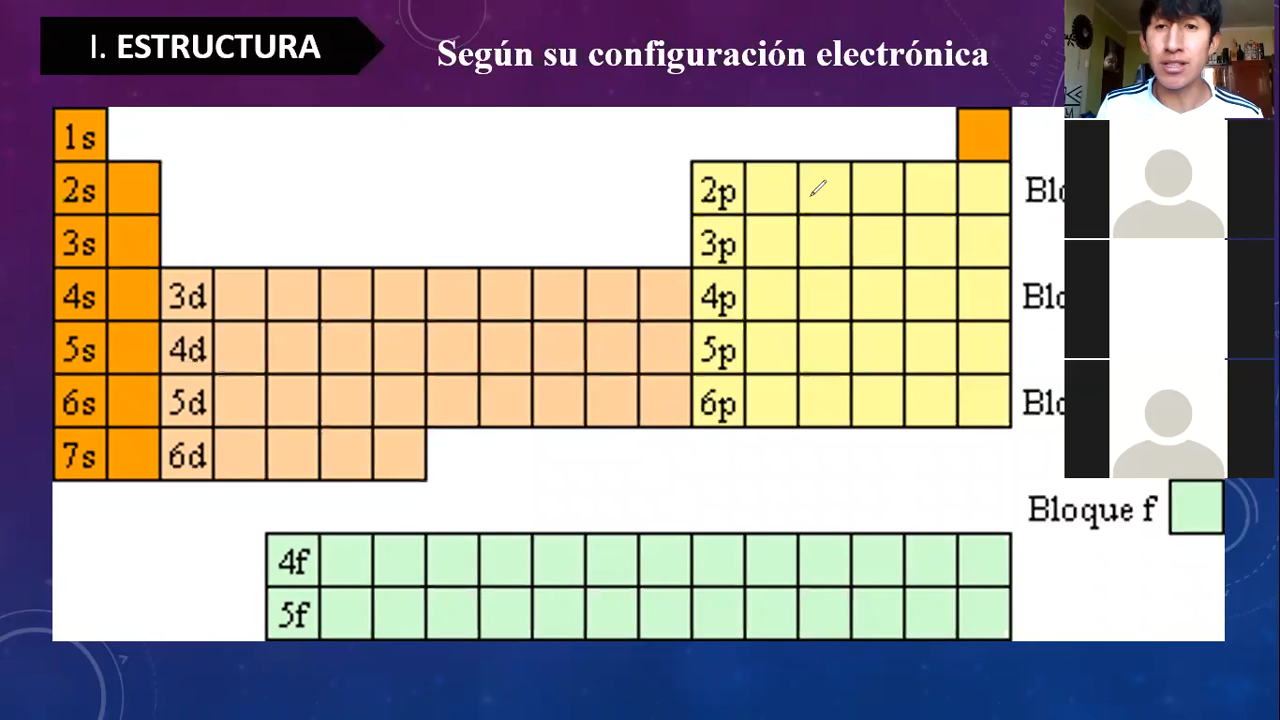 I. ESTRUCTURA
Según su configuración electrónica
1s
2s 2p
3s 3p
4s 3d 4p
5s 4d 5p
6s 5d 6p
7s 6d
Bloque f
4f
5f